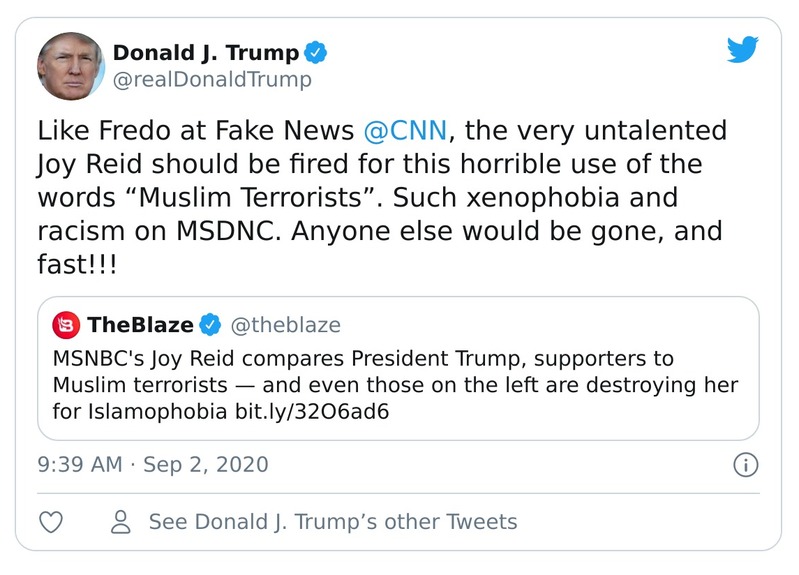 Donald J. Trump
@realDonaldTrump
Like Fredo at Fake News @CNN, the very untalented
Joy Reid should be fired for this horrible use of the
words “Muslim Terrorists”. Such xenophobia and
racism on MSDNC. Anyone else would be gone, and
fast!!!
TheBlaze @theblaze
MSNBC's Joy Reid compares President Trump, supporters to
Muslim terrorists — and even those on the left are destroying her
for Islamophobia bit.ly/32O6ad6
9:39 AM · Sep 2, 2020
See Donald J. Trump’s other Tweets